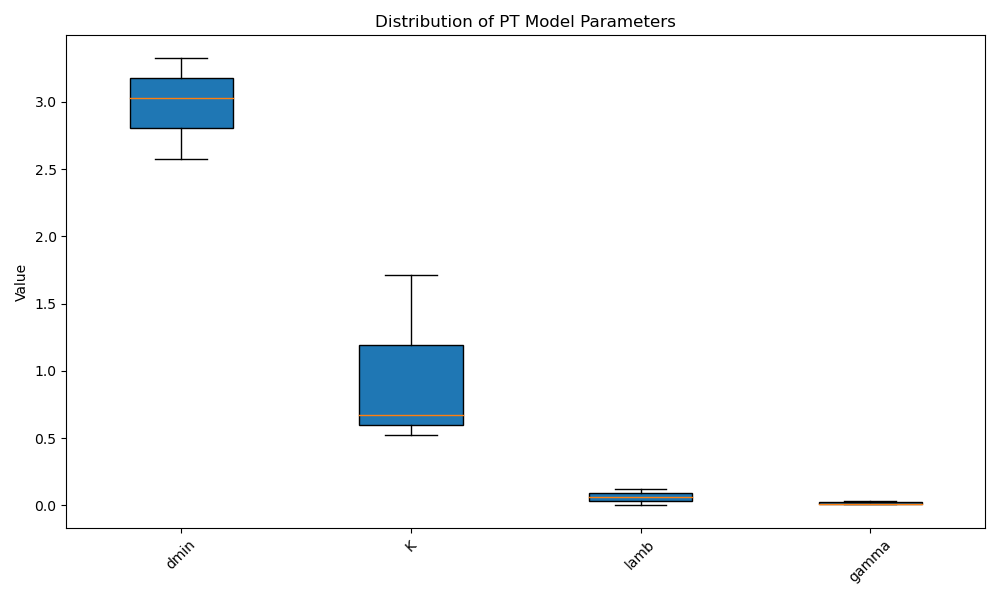 Distribution of PT Model Parameters
Value
3.0
2.5
2.0
1.5
1.0
0.5
0.0
dmin
K
lamb
gamma